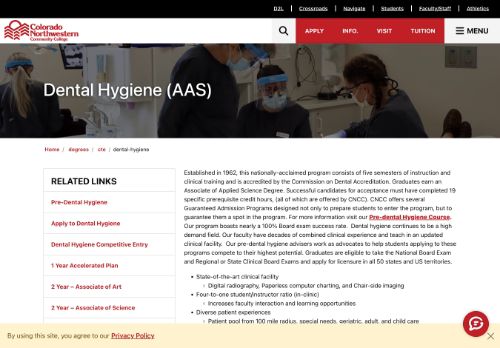 D2L | Crossroads | Navigate | Students | Faculty/Staff | Athletics
Colorado
Northwestern
Community College
APPLY INFO. VISIT TUITION MENU
Dental Hygiene (AAS)
Home / degrees / cte / dental-hygiene
RELATED LINKS
Pre-Dental Hygiene
Apply to Dental Hygiene
Dental Hygiene Competitive Entry
1 Year Accelerated Plan
2 Year – Associate of Art
2 Year – Associate of Science
Established in 1962, this nationally-acclaimed program consists of five semesters of instruction and
clinical training and is accredited by the Commission on Dental Accreditation. Graduates earn an
Associate of Applied Science Degree. Successful candidates for acceptance must have completed 19
specific prerequisite credit hours, (all of which are offered by CNCC). CNCC offers several
Guaranteed Admission Programs designed not only to prepare students to enter the program, but to
guarantee them a spot in the program. For more information visit our Pre-dental Hygiene Course.
Our program boasts nearly a 100% Board exam success rate. Dental hygiene continues to be a high
demand field. Our faculty have decades of combined clinical experience and teach in an updated
clinical facility. Our pre-dental hygiene advisors work as advocates to help students applying to these
programs compete to their highest potential. Graduates are eligible to take the National Board Exam
and Regional or State Clinical Board Exams and apply for licensure in all 50 states and US territories.
• State-of-the-art clinical facility
◦ Digital radiography, Paperless computer charting, and Chair-side imaging
• Four-to-one student/instructor ratio (in-clinic)
◦ Increases faculty interaction and learning opportunities
• Diverse patient experiences
◦ Patient pool from 100 mile radius, special needs, geriatric, adult, and child care
By using this site, you agree to our Privacy Policy